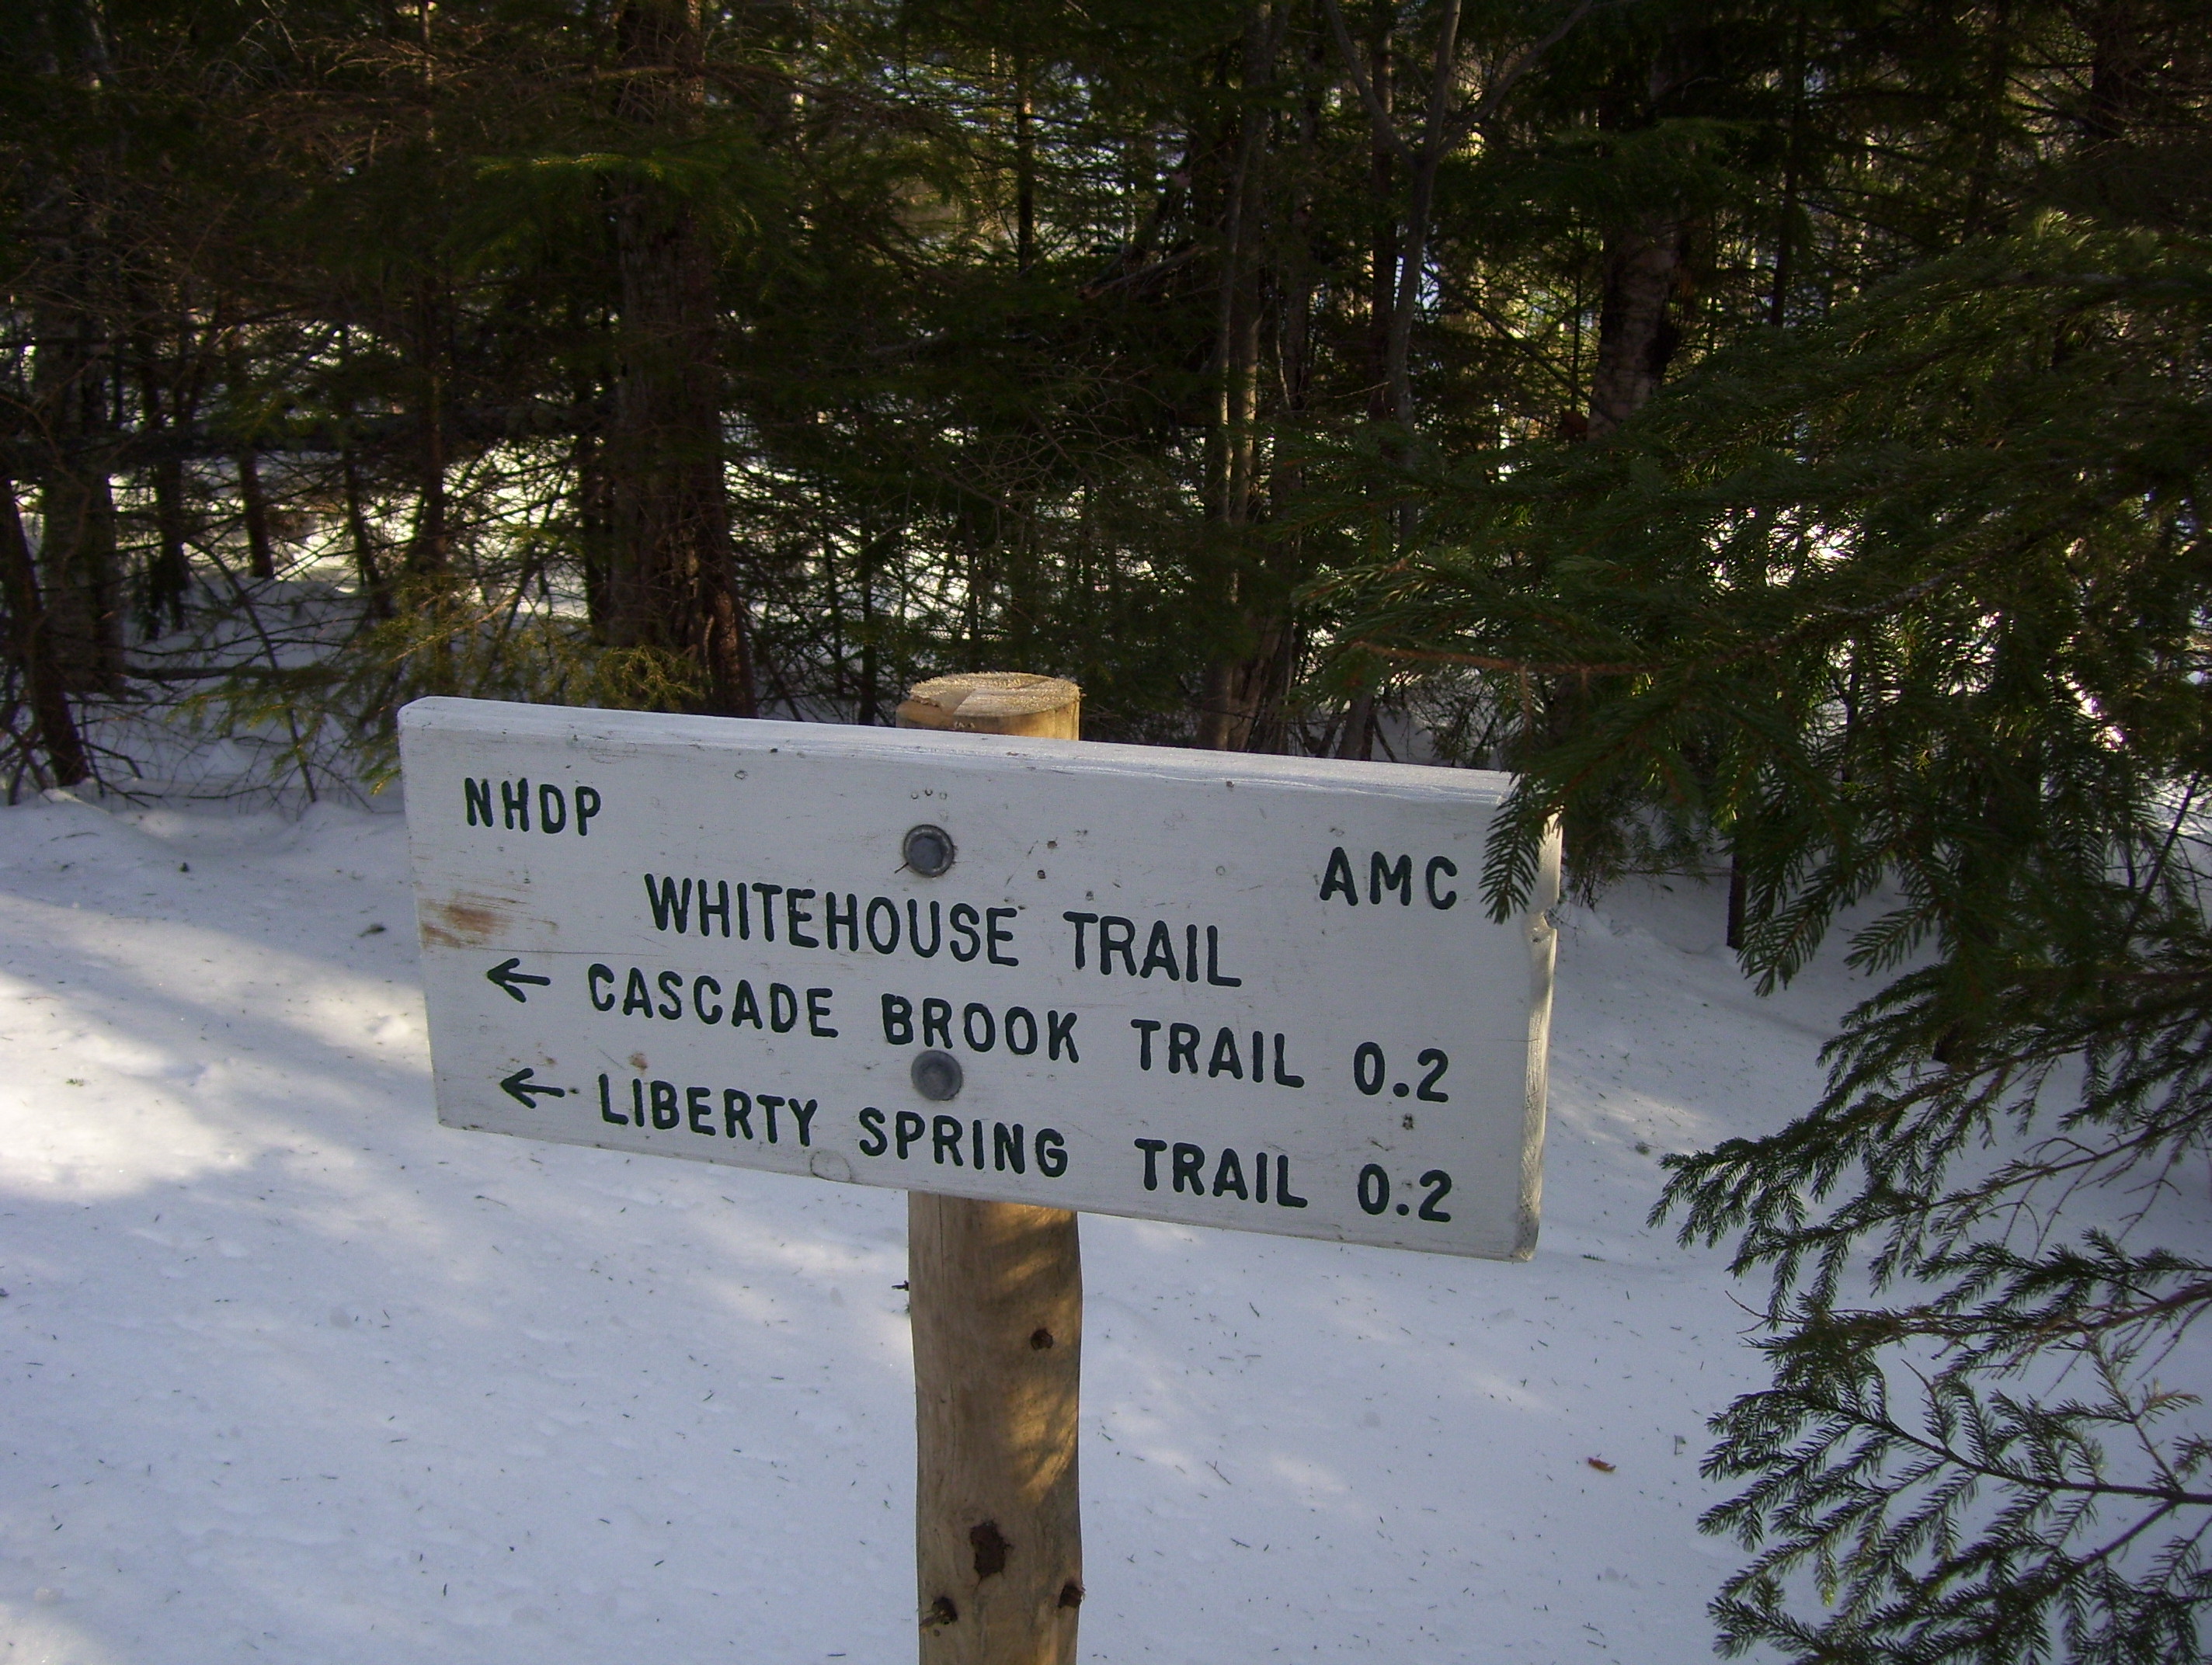 NHDP
AMC
WHITEHOUSE TRAIL
← CASCADE BROOK TRAIL 0.2
← LIBERTY SPRING TRAIL 0.2